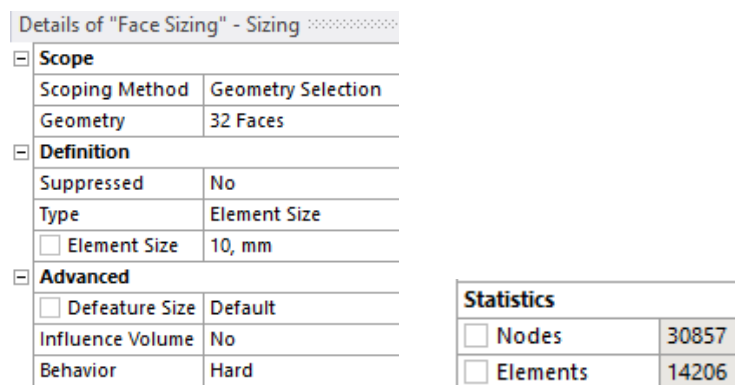 Details of "Face Sizing" - Sizing
Scope
Scoping Method Geometry Selection
Geometry 32 Faces
Definition
Suppressed No
Type Element Size
Element Size 10, mm
Advanced
Defeature Size Default
Influence Volume No
Behavior Hard
Statistics
Nodes 30857
Elements 14206